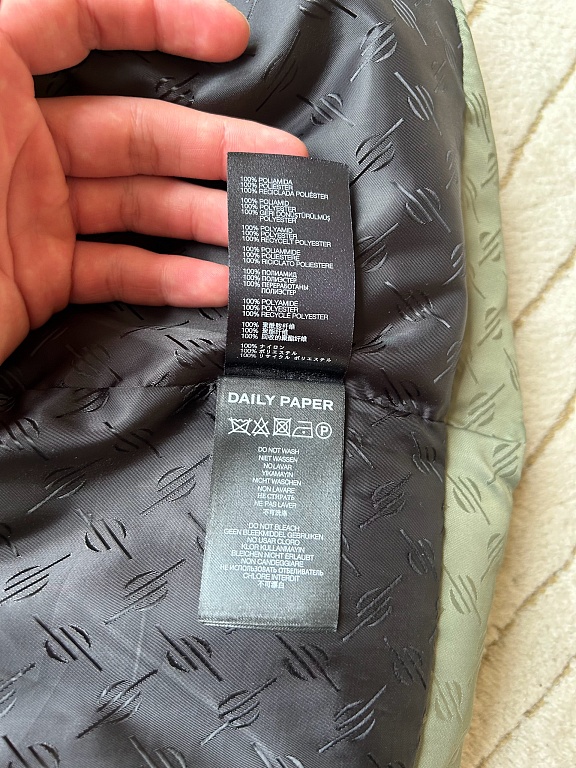 100% POLIAMIDA
100% POLIÉSTER
100% RECICLADA POLIÉSTER
100% POLIAMID
100% POLYESTER
100% GERI DÖNÜŞTÜRÜLMÜŞ
POLYESTER
100% POLYAMID
100% POLYESTER
100% RECYCELT POLYESTER
100% POLIAMMIDE
100% POLIESTERE
100% RICICLATO POLIESTERE
100% ПОЛИАМИД
100% ПОЛИЭСТЕР
100% ПЕРЕРАБОТАНЫ
ПОЛИЭСТЕР
100% POLYAMIDE
100% POLYESTER
100% RECYCLÉ POLYESTER
100% 聚酰胺纤维
100% 聚酯纤维
100% 回收的聚酯纤维
100% ナイロン
100% ポリエステル
100% リサイクル ポリエステル
DAILY PAPER
P
DO NOT WASH
NIET WASSEN
NO LAVAR
YIKAMAYIN
NICHT WASCHEN
NON LAVARE
НЕ СТИРАТЬ
NE PAS LAVER
不可洗涤
DO NOT BLEACH
GEEN BLEEKMIDDEL GEBRUIKEN
NO USAR CLORO
KLOR KULLANMAYIN
BLEICHEN NICHT ERLAUBT
NON CANDEGGIARE
НЕ ИСПОЛЬЗОВАТЬ ОТБЕЛИВАТЕЛЬ
CHLORE INTERDIT
不可漂白